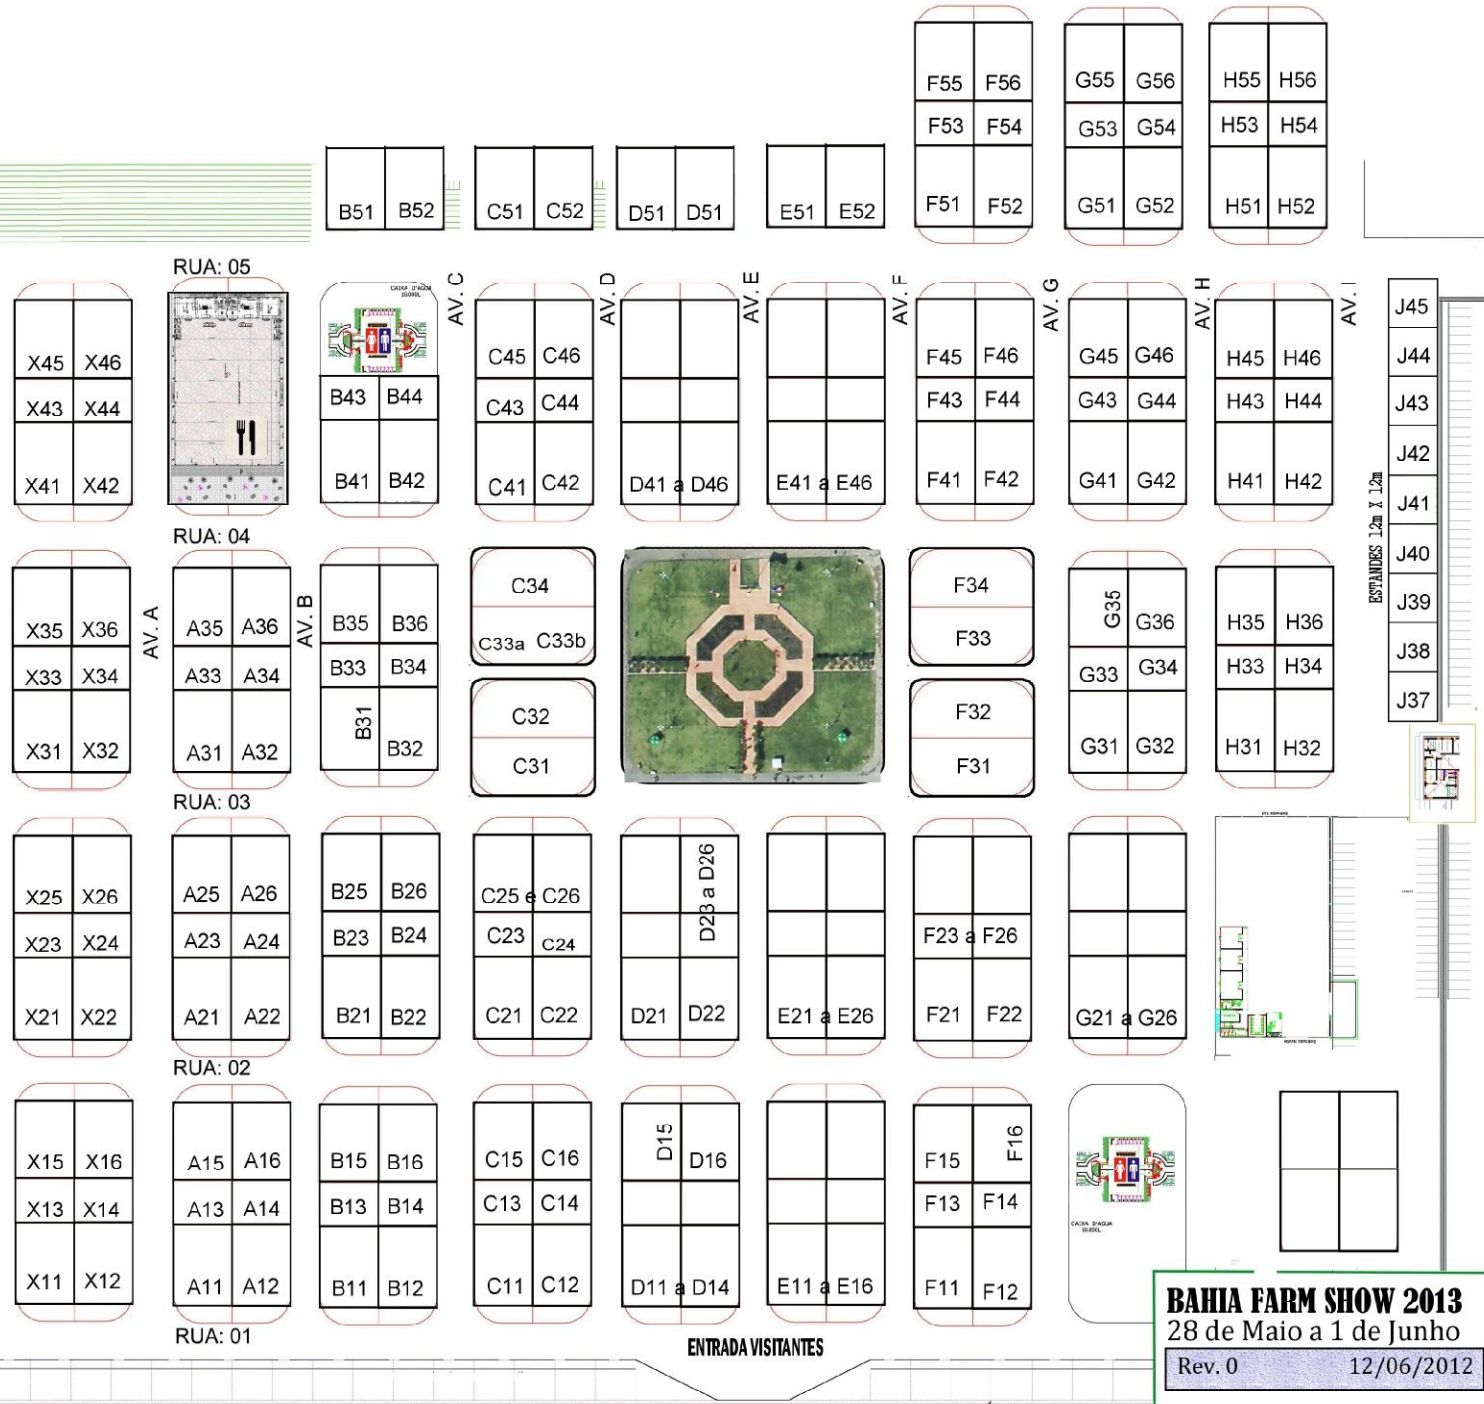 F55 F56
G55 G56
H55 H56
F53 F54
G53 G54
H53 H54
B51 B52
C51 C52
D51 D51
E51 E52
F51 F52
G51 G52
H51 H52
RUA: 05
CAIXA D'AGUA
10.000L
AV. C
AV. D
AV. E
AV. F
AV. G
AV. H
AV. I
X45 X46
C45 C46
F45 F46
G45 G46
H45 H46
J45
J44
X43 X44
B43 B44
C43 C44
F43 F44
G43 G44
H43 H44
J43
J42
X41 X42
B41 B42
C41 C42
D41 a D46
E41 a E46
F41 F42
G41 G42
H41 H42
J41
ESTANDES 12m X 12m
RUA: 04
J40
J39
J38
J37
AV. A
AV. B
X35 X36
A35 A36
B35 B36
C34
F34
G35 G36
H35 H36
X33 X34
A33 A34
B33 B34
C33a C33b
F33
G33 G34
H33 H34
X31 X32
A31 A32
B31 B32
C32
C31
F32
F31
G31 G32
H31 H32
RUA: 03
X25 X26
A25 A26
B25 B26
C25 e C26
D23 a D26
X23 X24
A23 A24
B23 B24
C23 C24
F23 a F26
X21 X22
A21 A22
B21 B22
C21 C22
D21 D22
E21 a E26
F21 F22
G21 a G26
RUA: 02
X15 X16
A15 A16
B15 B16
C15 C16
D15 D16
F15 F16
X13 X14
A13 A14
B13 B14
C13 C14
F13 F14
CAIXA D'AGUA
10.000L
X11 X12
A11 A12
B11 B12
C11 C12
D11 a D14
E11 a E16
F11 F12
RUA: 01
ENTRADA VISITANTES
BAHIA FARM SHOW 2013
28 de Maio a 1 de Junho
Rev. 0 12/06/2012